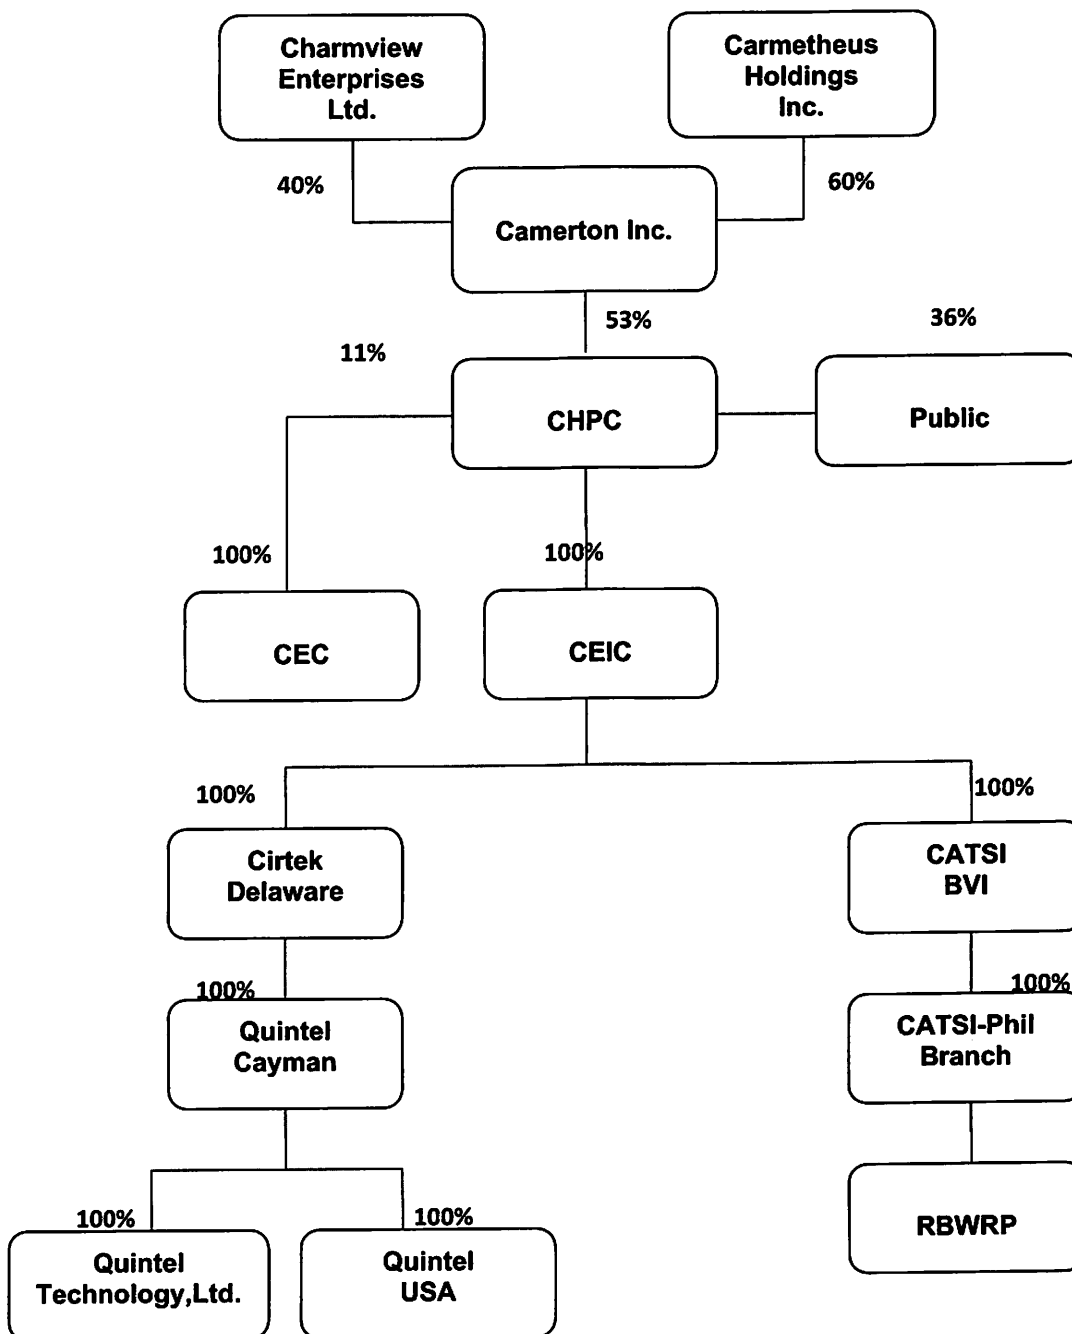 Charmview
Enterprises
Ltd.
Carmetheus
Holdings
Inc.
40%
60%
Camerton Inc.
53%
36%
11%
CHPC
Public
100%
100%
CEC
CEIC
100%
100%
Cirtek
Delaware
CATSI
BVI
100%
100%
Quintel
Cayman
CATSI-Phil
Branch
100%
100%
Quintel
Technology,Ltd.
Quintel
USA
RBWRP